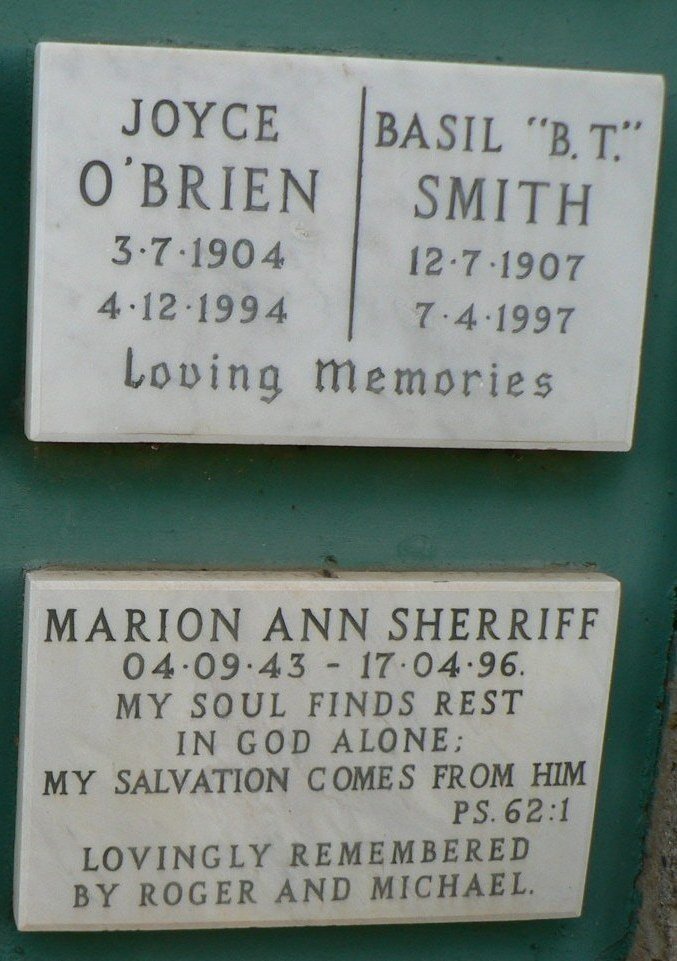 JOYCE
O'BRIEN
3·7·1904
4·12·1994
BASIL "B.T."
SMITH
12·7·1907
7·4·1997
Loving Memories
MARION ANN SHERRIFF
04·09·43 - 17·04·96.
MY SOUL FINDS REST
IN GOD ALONE;
MY SALVATION COMES FROM HIM
PS. 62:1
LOVINGLY REMEMBERED
BY ROGER AND MICHAEL.